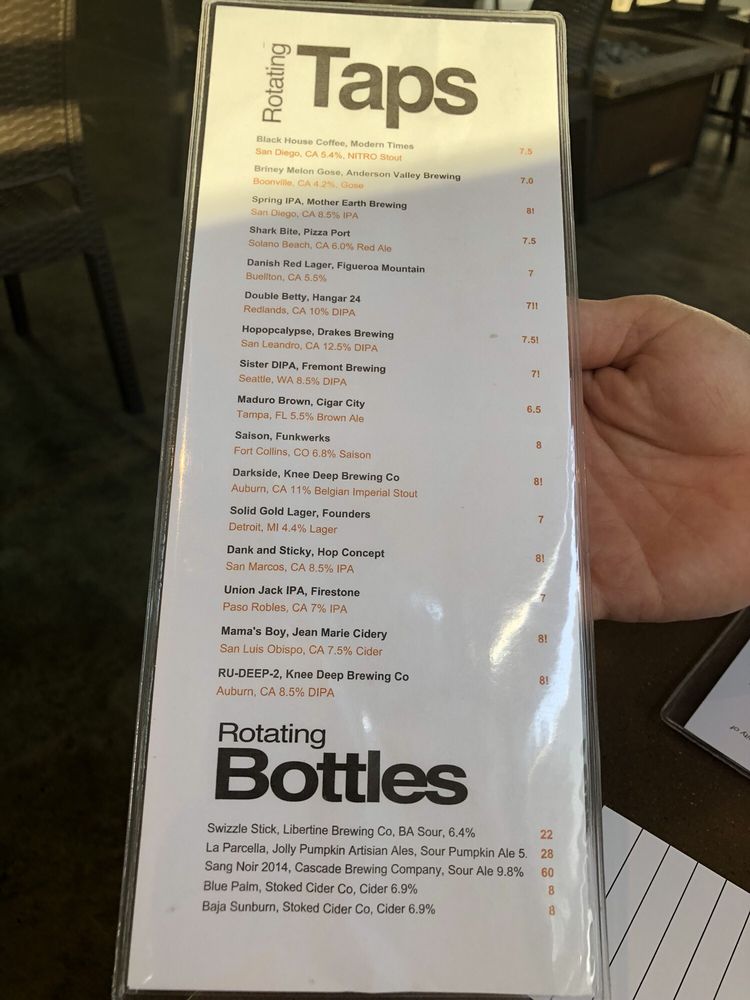 Rotating Taps
Black House Coffee, Modern Times
San Diego, CA 5.4%, NITRO Stout 7.5
Briney Melon Gose, Anderson Valley Brewing
Boonville, CA 4.2%, Gose 7.0
Spring IPA, Mother Earth Brewing
San Diego, CA 8.5% IPA 8!
Shark Bite, Pizza Port
Solano Beach, CA 6.0% Red Ale 7.5
Danish Red Lager, Figueroa Mountain
Buellton, CA 5.5% 7
Double Betty, Hangar 24
Redlands, CA 10% DIPA 7!!
Hopopcalypse, Drakes Brewing
San Leandro, CA 12.5% DIPA 7.5!
Sister DIPA, Fremont Brewing
Seattle, WA 8.5% DIPA 7!
Maduro Brown, Cigar City
Tampa, FL 5.5% Brown Ale 6.5
Saison, Funkwerks
Fort Collins, CO 6.8% Saison 8
Darkside, Knee Deep Brewing Co
Auburn, CA 11% Belgian Imperial Stout 8!
Solid Gold Lager, Founders
Detroit, MI 4.4% Lager 7
Dank and Sticky, Hop Concept
San Marcos, CA 8.5% IPA 8!
Union Jack IPA, Firestone
Paso Robles, CA 7% IPA 7
Mama's Boy, Jean Marie Cidery
San Luis Obispo, CA 7.5% Cider 8!
RU-DEEP-2, Knee Deep Brewing Co
Auburn, CA 8.5% DIPA 8!
Rotating
Bottles
Swizzle Stick, Libertine Brewing Co, BA Sour, 6.4% 22
La Parcella, Jolly Pumpkin Artisian Ales, Sour Pumpkin Ale 5. 28
Sang Noir 2014, Cascade Brewing Company, Sour Ale 9.8% 60
Blue Palm, Stoked Cider Co, Cider 6.9% 8
Baja Sunburn, Stoked Cider Co, Cider 6.9% 8